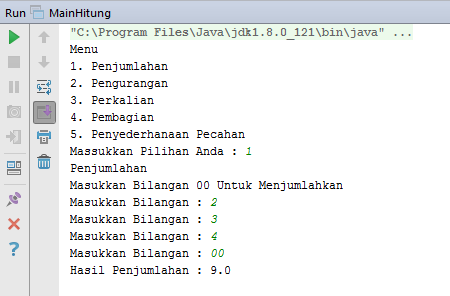 Run MainHitung
"C:\Program Files\Java\jdk1.8.0_121\bin\java" ...
Menu
1. Penjumlahan
2. Pengurangan
3. Perkalian
4. Pembagian
5. Penyederhanaan Pecahan
Massukkan Pilihan Anda : 1
Penjumlahan
Masukkan Bilangan 00 Untuk Menjumlahkan
Masukkan Bilangan : 2
Masukkan Bilangan : 3
Masukkan Bilangan : 4
Masukkan Bilangan : 00
Hasil Penjumlahan : 9.0